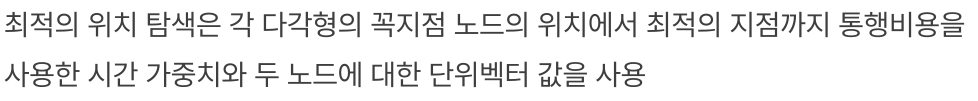 최적의 위치 탐색은 각 다각형의 꼭지점 노드의 위치에서 최적의 지점까지 통행비용을
사용한 시간 가중치와 두 노드에 대한 단위벡터 값을 사용